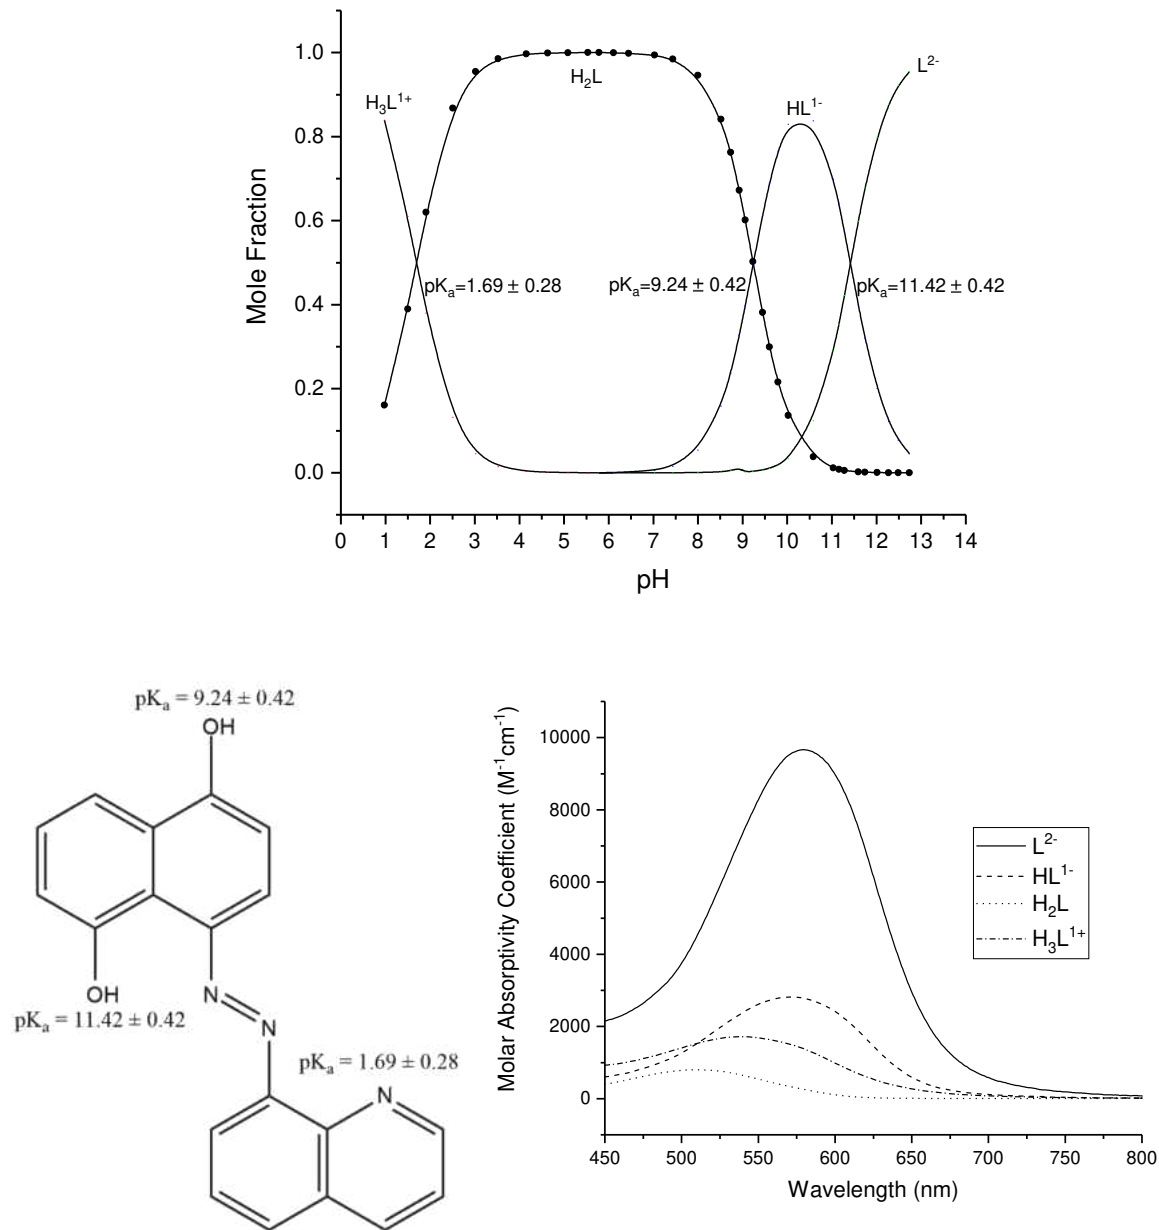 Mole Fraction
1.0
0.8
0.6
0.4
0.2
0.0
H₃L¹⁺
H₂L
HL¹⁻
L²⁻
pKₐ=1.69 ± 0.28
pKₐ=9.24 ± 0.42
pKₐ=11.42 ± 0.42
0 1 2 3 4 5 6 7 8 9 10 11 12 13 14
pH
pKₐ = 9.24 ± 0.42
OH
OH
pKₐ = 11.42 ± 0.42
N
N
pKₐ = 1.69 ± 0.28
N
Molar Absorptivity Coefficient (M⁻¹cm⁻¹)
10000
8000
6000
4000
2000
0
L²⁻
HL¹⁻
H₂L
H₃L¹⁺
450 500 550 600 650 700 750 800
Wavelength (nm)